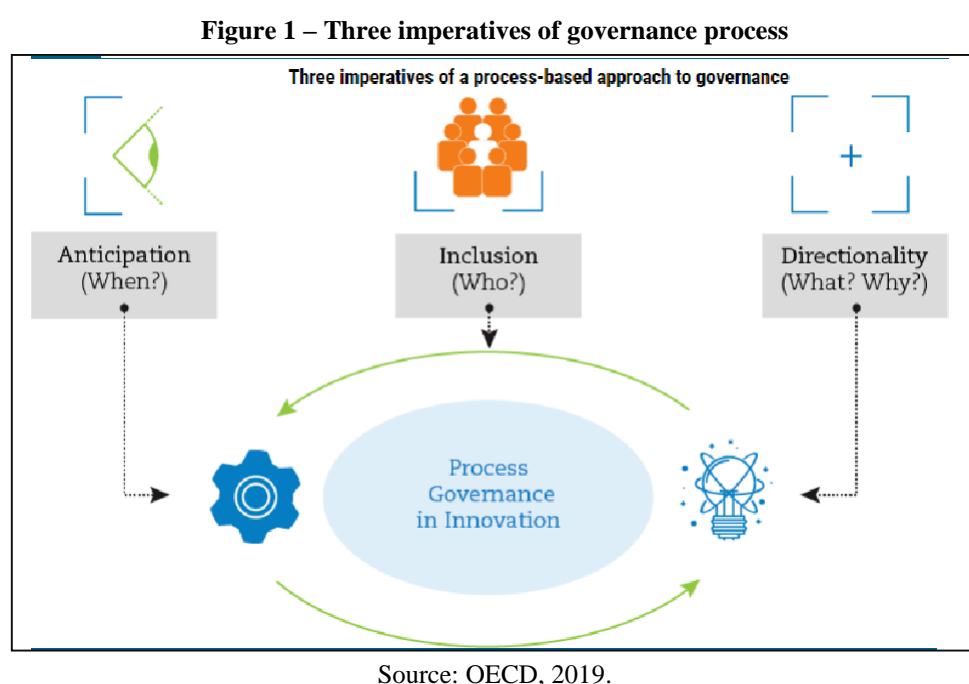 Figure 1 – Three imperatives of governance process
Three imperatives of a process-based approach to governance
Anticipation
(When?)
Inclusion
(Who?)
Directionality
(What? Why?)
Process
Governance
in Innovation
Source: OECD, 2019.